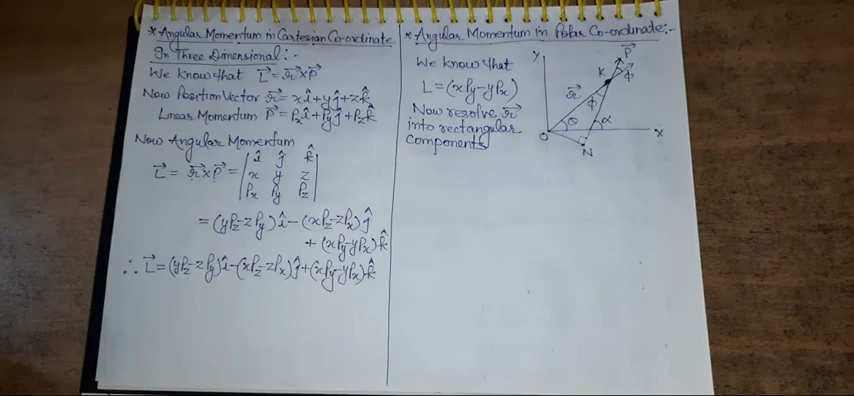 * Angular Momentum in Cartesian Co-ordinate
In Three Dimensional:-
We know that L⃗ = r⃗×P⃗
Now Position Vector r⃗ = xî+yĵ+zk̂
Linear Momentum P⃗ = Pxî+Pyĵ+Pzk̂
Now Angular Momentum
L⃗ = r⃗×P⃗ = | î ĵ k̂ |
| x y z |
| Px Py Pz |
= (yPz-zPy)î-(xPz-zPx)ĵ
+(xPy-yPx)k̂
∴ L⃗=(yPz-zPy)î-(xPz-zPx)ĵ+(xPy-yPx)k̂
* Angular Momentum in Polar Co-ordinate:-
We know that
L=(xPy-yPx)
Now resolve r⃗
into rectangular
components
Y
P⃗
K
ϕ
r⃗
ϕ
O
θ
α
X
N